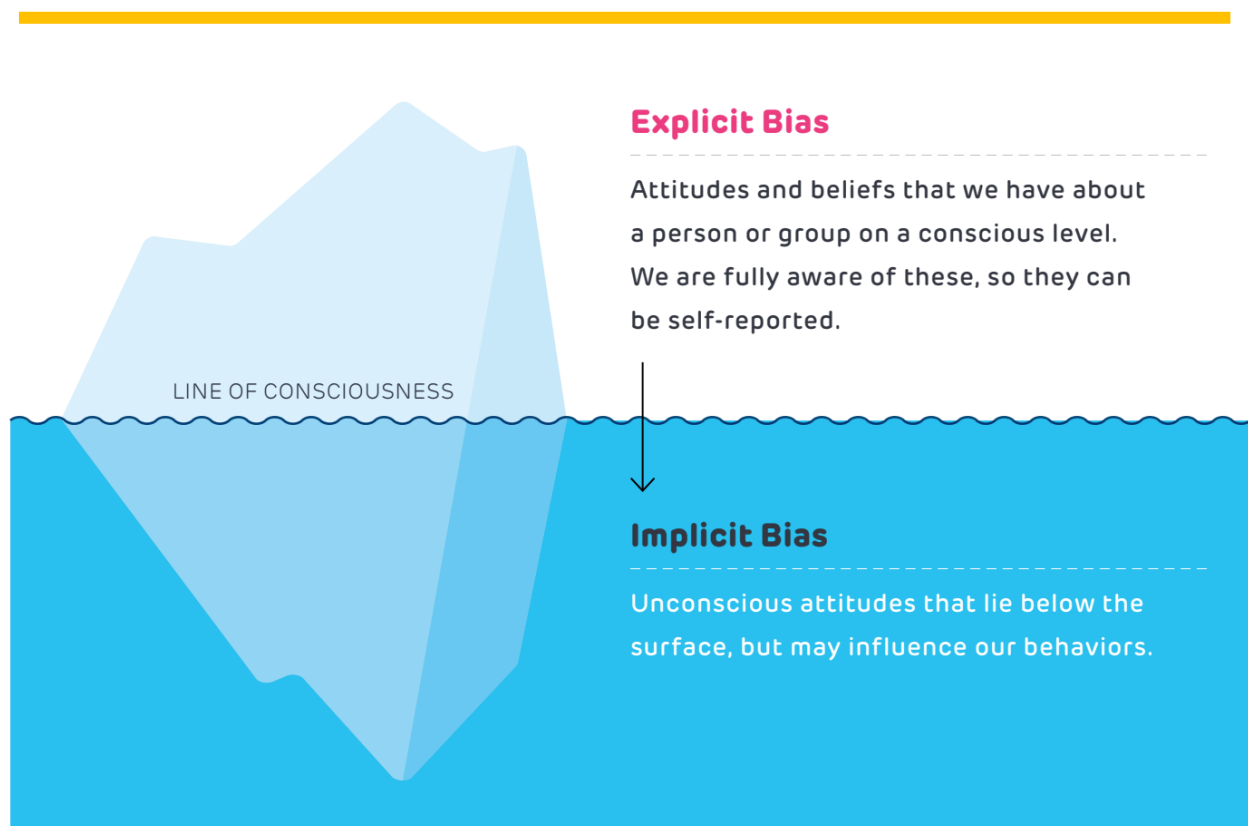 Explicit Bias
Attitudes and beliefs that we have about
a person or group on a conscious level.
We are fully aware of these, so they can
be self-reported.
LINE OF CONSCIOUSNESS
Implicit Bias
Unconscious attitudes that lie below the
surface, but may influence our behaviors.